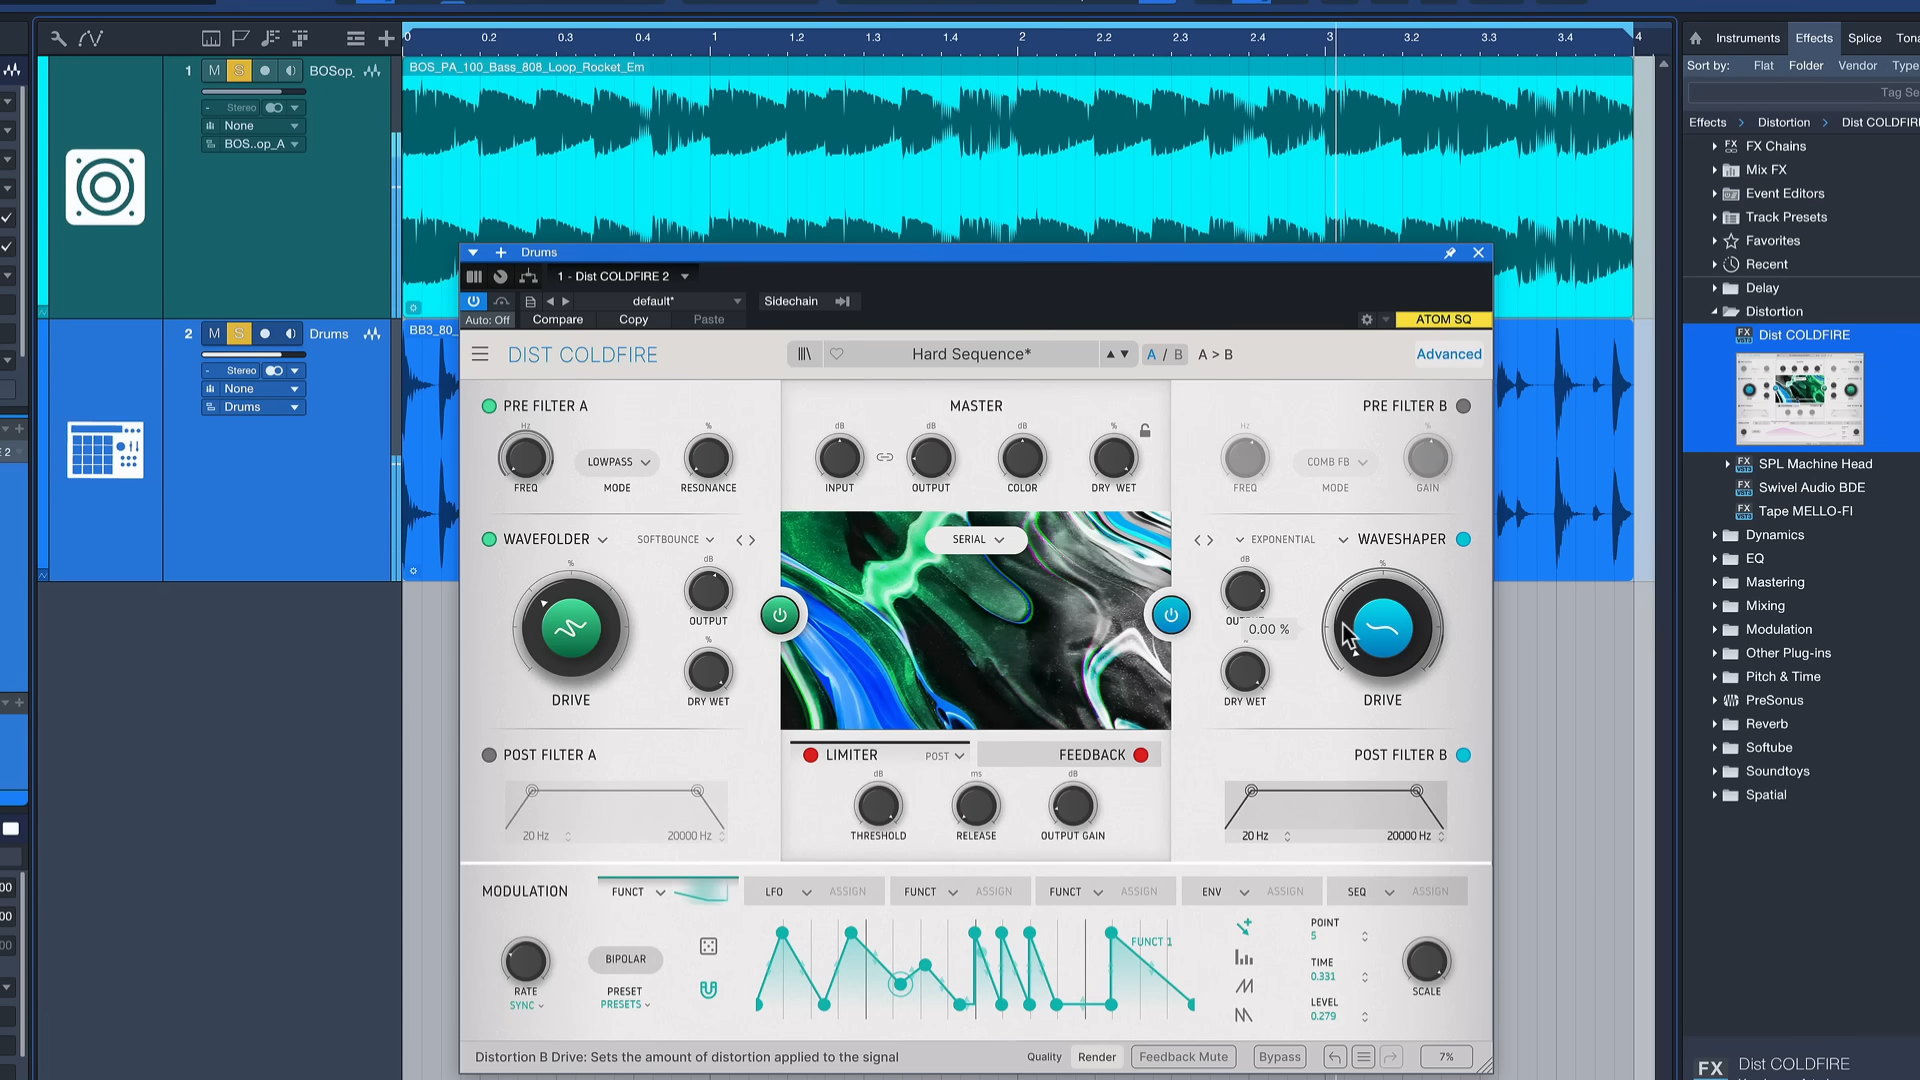 0 0.2 0.3 0.4 1 1.2 1.3 1.4 2 2.2 2.3 2.4 3 3.2 3.3 3.4 4
Instruments Effects Splice Tona
Sort by: Flat Folder Vendor Type
Tag Se
Effects > Distortion > Dist COLDFIR
FX Chains
Mix FX
Event Editors
Track Presets
Favorites
Recent
Delay
Distortion
Dist COLDFIRE
SPL Machine Head
Swivel Audio BDE
Tape MELLO-FI
Dynamics
EQ
Mastering
Mixing
Modulation
Other Plug-ins
Pitch & Time
PreSonus
Reverb
Softube
Soundtoys
Spatial
FX Dist COLDFIRE
1 M S BOSop_
Stereo
None
BOS..op_A
BOS_PA_100_Bass_808_Loop_Rocket_Em
2 M S Drums
Stereo
None
Drums
BB3_80_
Drums
1 - Dist COLDFIRE 2
default* Sidechain
Auto: Off Compare Copy Paste ATOM SQ
DIST COLDFIRE Hard Sequence* A / B A > B Advanced
PRE FILTER A
Hz %
LOWPASS
FREQ MODE RESONANCE
MASTER
dB dB dB %
INPUT OUTPUT COLOR DRY WET
PRE FILTER B
Hz
COMB FB
FREQ MODE GAIN
WAVEFOLDER SOFTBOUNCE
% dB
OUTPUT
%
DRY WET
DRIVE
SERIAL
EXPONENTIAL WAVESHAPER
dB %
0.00 %
DRY WET
DRIVE
POST FILTER A
20 Hz 20000 Hz
LIMITER POST FEEDBACK
dB ms dB
THRESHOLD RELEASE OUTPUT GAIN
POST FILTER B
20 Hz 20000 Hz
MODULATION FUNCT LFO ASSIGN FUNCT ASSIGN FUNCT ASSIGN ENV ASSIGN SEQ ASSIGN
RATE
SYNC
BIPOLAR
PRESET
PRESETS
FUNCT 1
POINT
5
TIME
0.331
LEVEL
0.279
SCALE
Distortion B Drive: Sets the amount of distortion applied to the signal
Quality Render Feedback Mute Bypass 7%